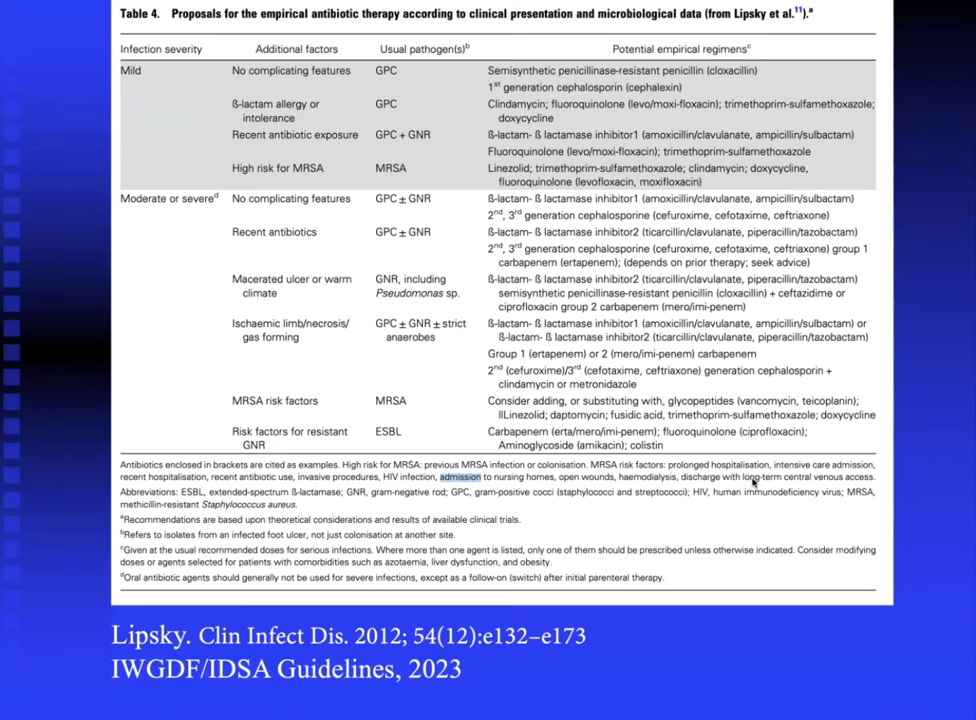 Table 4. Proposals for the empirical antibiotic therapy according to clinical presentation and microbiological data (from Lipsky et al.11).a
Infection severity Additional factors Usual pathogen(s)b Potential empirical regimensc
Mild No complicating features GPC Semisynthetic penicillinase-resistant penicillin (cloxacillin)
1st generation cephalosporin (cephalexin)
ß-lactam allergy or GPC Clindamycin; fluoroquinolone (levo/moxi-floxacin); trimethoprim-sulfamethoxazole;
intolerance doxycycline
Recent antibiotic exposure GPC + GNR ß-lactam- ß lactamase inhibitor1 (amoxicillin/clavulanate, ampicillin/sulbactam)
Fluoroquinolone (levo/moxi-floxacin); trimethoprim-sulfamethoxazole
High risk for MRSA MRSA Linezolid; trimethoprim-sulfamethoxazole; clindamycin; doxycycline,
fluoroquinolone (levofloxacin, moxifloxacin)
Moderate or severed No complicating features GPC ± GNR ß-lactam- ß lactamase inhibitor1 (amoxicillin/clavulanate, ampicillin/sulbactam)
2nd, 3rd generation cephalosporine (cefuroxime, cefotaxime, ceftriaxone)
Recent antibiotics GPC ± GNR ß-lactam- ß lactamase inhibitor2 (ticarcillin/clavulanate, piperacillin/tazobactam)
2nd, 3rd generation cephalosporine (cefuroxime, cefotaxime, ceftriaxone) group 1
carbapenem (ertapenem); (depends on prior therapy; seek advice)
Macerated ulcer or warm GNR, including ß-lactam- ß lactamase inhibitor2 (ticarcillin/clavulanate, piperacillin/tazobactam)
climate Pseudomonas sp. semisynthetic penicillinase-resistant penicillin (cloxacillin) + ceftazidime or
ciprofloxacin group 2 carbapenem (mero/imi-penem)
Ischaemic limb/necrosis/ GPC ± GNR ± strict ß-lactam- ß lactamase inhibitor1 (amoxicillin/clavulanate, ampicillin/sulbactam) or
gas forming anaerobes ß-lactam- ß lactamase inhibitor2 (ticarcillin/clavulanate, piperacillin/tazobactam)
Group 1 (ertapenem) or 2 (mero/imi-penem) carbapenem
2nd (cefuroxime)/3rd (cefotaxime, ceftriaxone) generation cephalosporin +
clindamycin or metronidazole
MRSA risk factors MRSA Consider adding, or substituting with, glycopeptides (vancomycin, teicoplanin);
llLinezolid; daptomycin; fusidic acid, trimethoprim-sulfamethoxazole; doxycycline
Risk factors for resistant ESBL Carbapenem (erta/mero/imi-penem); fluoroquinolone (ciprofloxacin);
GNR Aminoglycoside (amikacin); colistin
Antibiotics enclosed in brackets are cited as examples. High risk for MRSA: previous MRSA infection or colonisation. MRSA risk factors: prolonged hospitalisation, intensive care admission,
recent hospitalisation, recent antibiotic use, invasive procedures, HIV infection, admission to nursing homes, open wounds, haemodialysis, discharge with long-term central venous access.
Abbreviations: ESBL, extended-spectrum ß-lactamase; GNR, gram-negative rod; GPC, gram-positive cocci (staphylococci and streptococci); HIV, human immunodeficiency virus; MRSA,
methicillin-resistant Staphylococcus aureus.
aRecommendations are based upon theoretical considerations and results of available clinical trials.
bRefers to isolates from an infected foot ulcer, not just colonisation at another site.
cGiven at the usual recommended doses for serious infections. Where more than one agent is listed, only one of them should be prescribed unless otherwise indicated. Consider modifying
doses or agents selected for patients with comorbidities such as azotaemia, liver dysfunction, and obesity.
dOral antibiotic agents should generally not be used for severe infections, except as a follow-on (switch) after initial parenteral therapy.
Lipsky. Clin Infect Dis. 2012; 54(12):e132–e173
IWGDF/IDSA Guidelines, 2023